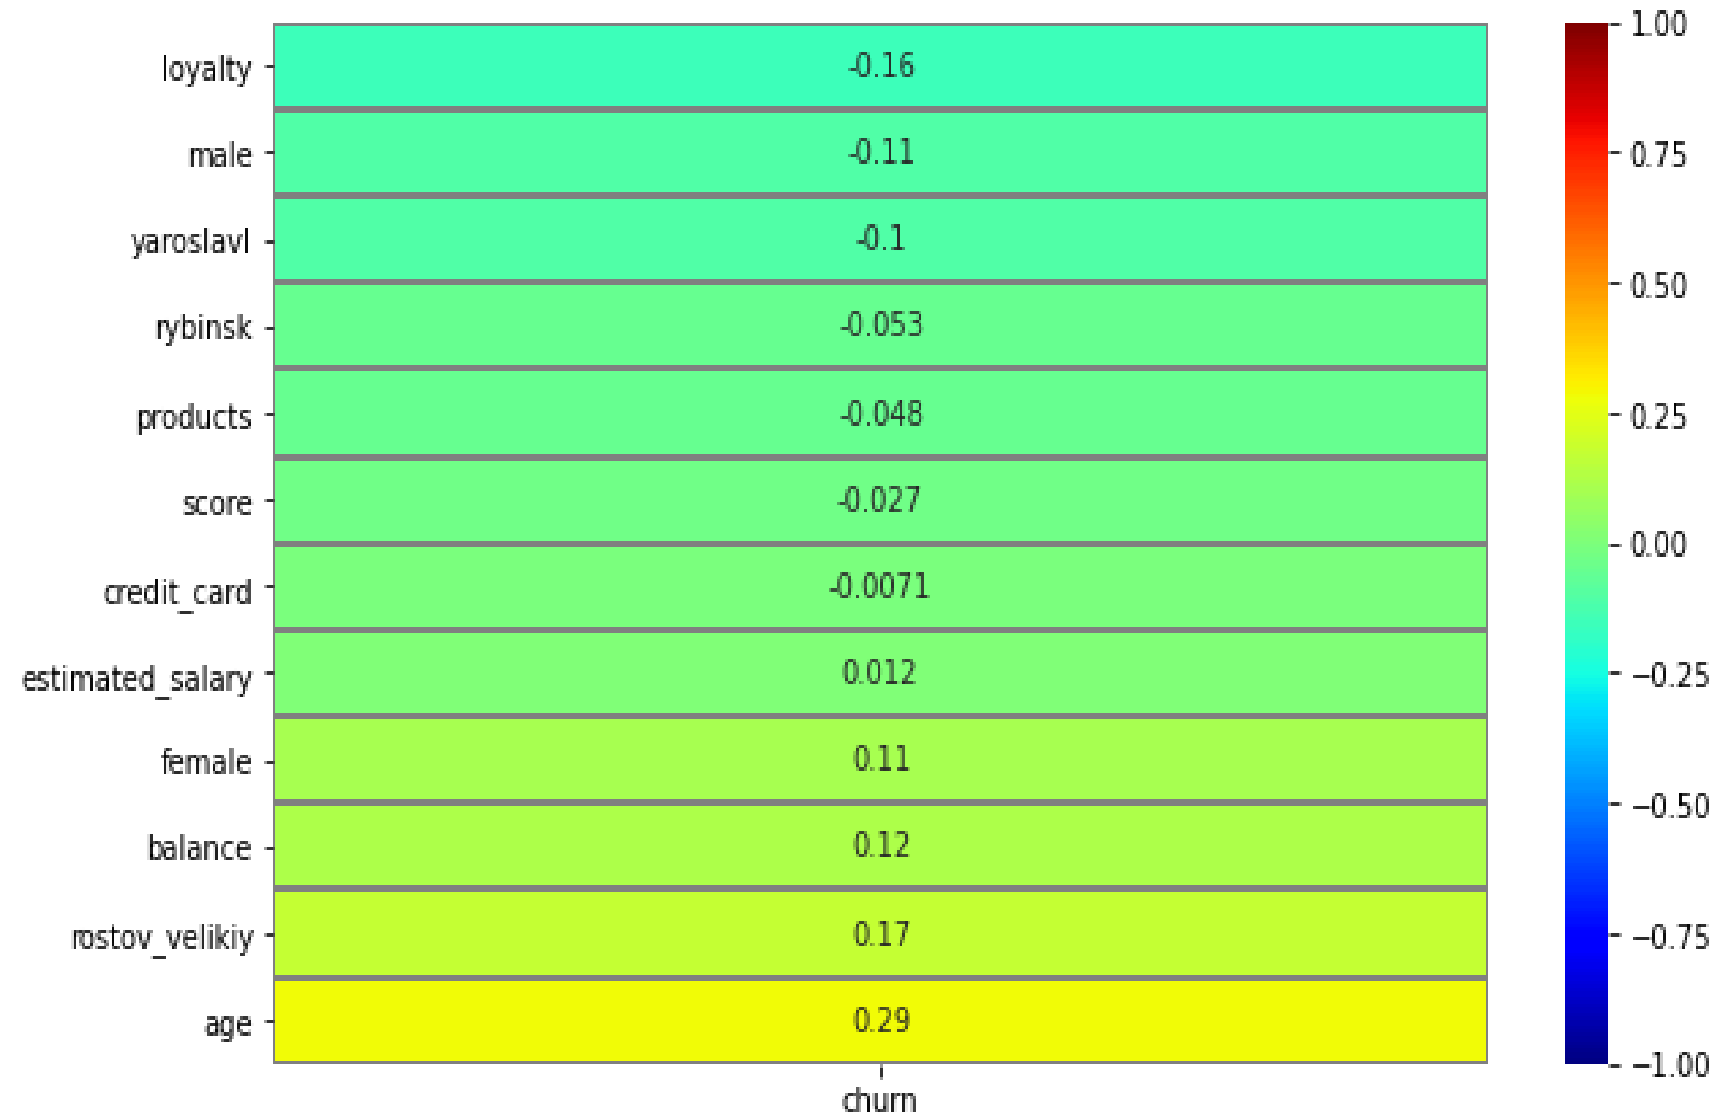 loyalty -0.16
male -0.11
yaroslavl -0.1
rybinsk -0.053
products -0.048
score -0.027
credit_card -0.0071
estimated_salary 0.012
female 0.11
balance 0.12
rostov_velikiy 0.17
age 0.29
churn
1.00
0.75
0.50
0.25
0.00
−0.25
−0.50
−0.75
−1.00